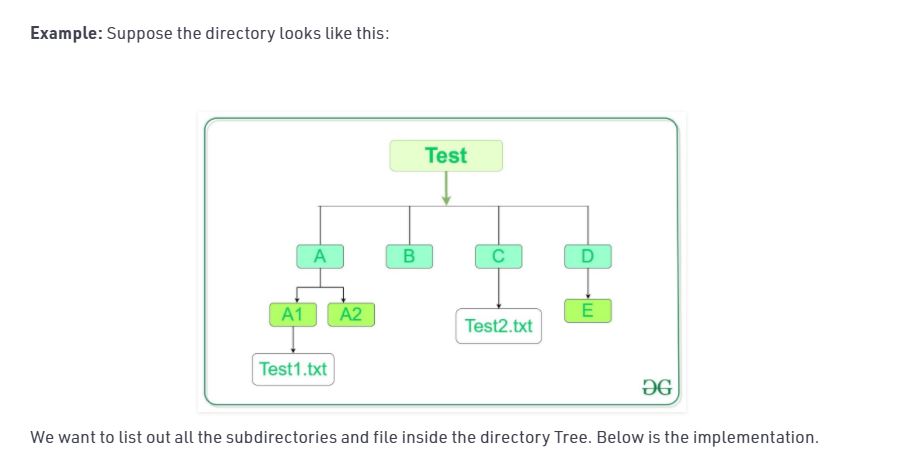 Example: Suppose the directory looks like this:
Test
A B C D
A1 A2 E
Test2.txt
Test1.txt
We want to list out all the subdirectories and file inside the directory Tree. Below is the implementation.